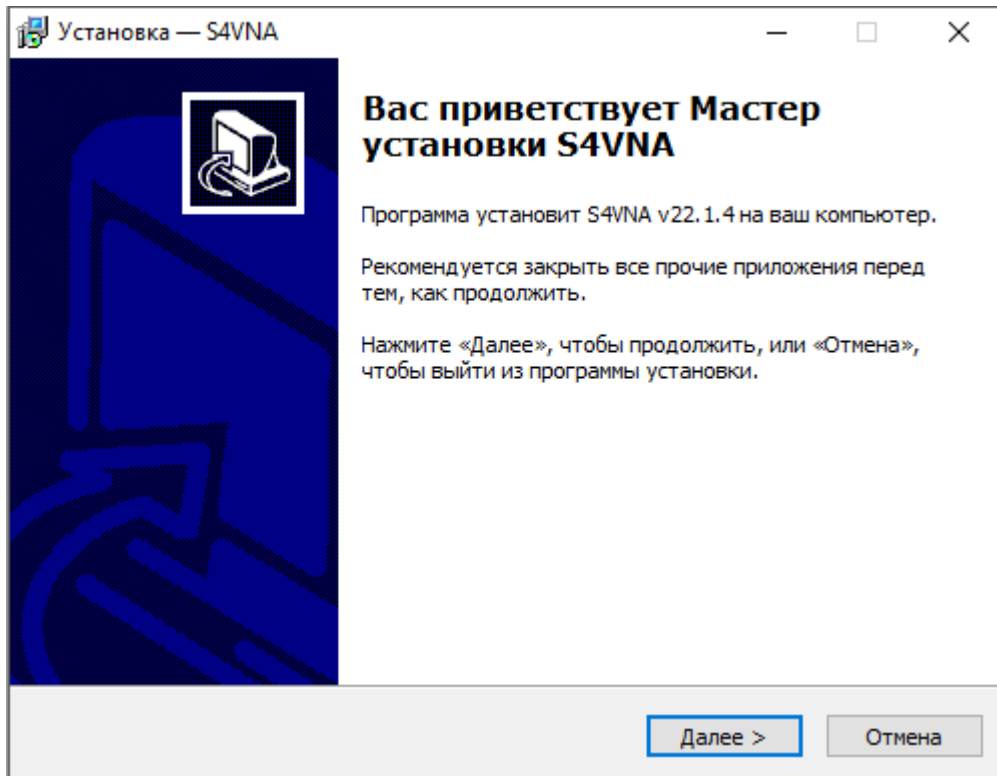 Установка — S4VNA
Вас приветствует Мастер
установки S4VNA
Программа установит S4VNA v22.1.4 на ваш компьютер.
Рекомендуется закрыть все прочие приложения перед
тем, как продолжить.
Нажмите «Далее», чтобы продолжить, или «Отмена»,
чтобы выйти из программы установки.
Далее >
Отмена